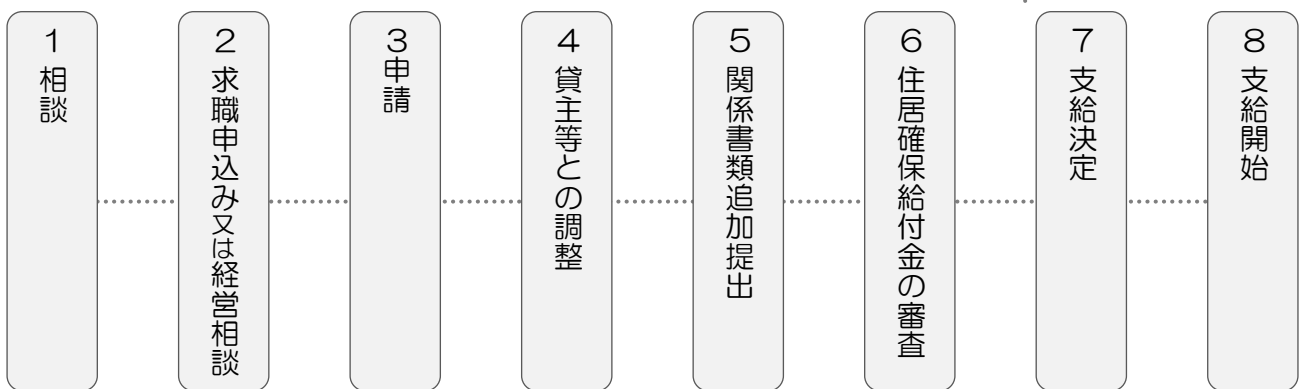 1 相談
2 求職申込み又は経営相談
3 申請
4 貸主等との調整
5 関係書類追加提出
6 住居確保給付金の審査
7 支給決定
8 支給開始